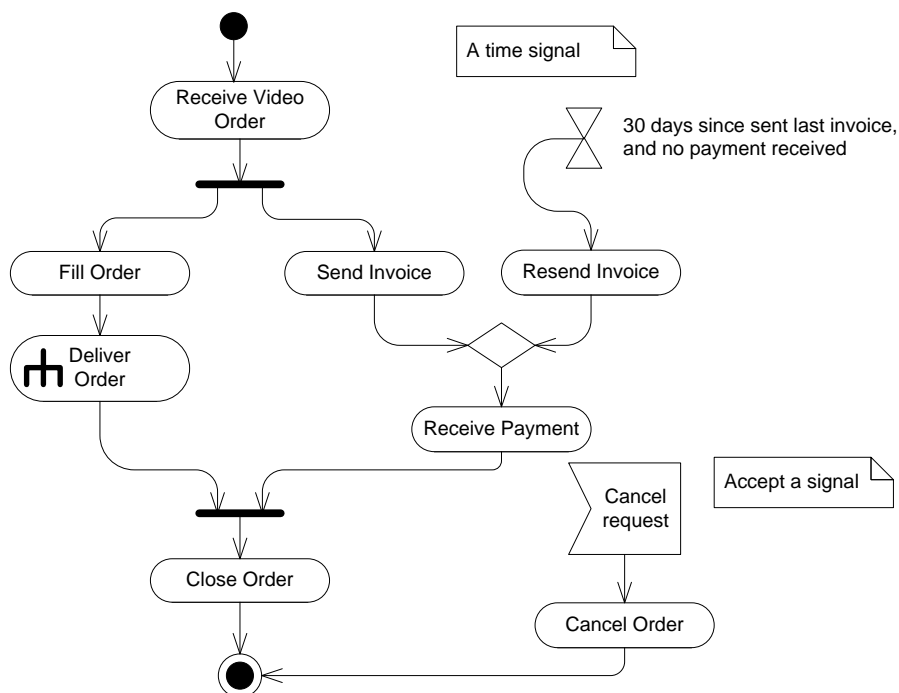 A time signal
Receive Video
Order
30 days since sent last invoice,
and no payment received
Fill Order
Send Invoice
Resend Invoice
Deliver
Order
Receive Payment
Cancel
request
Accept a signal
Close Order
Cancel Order